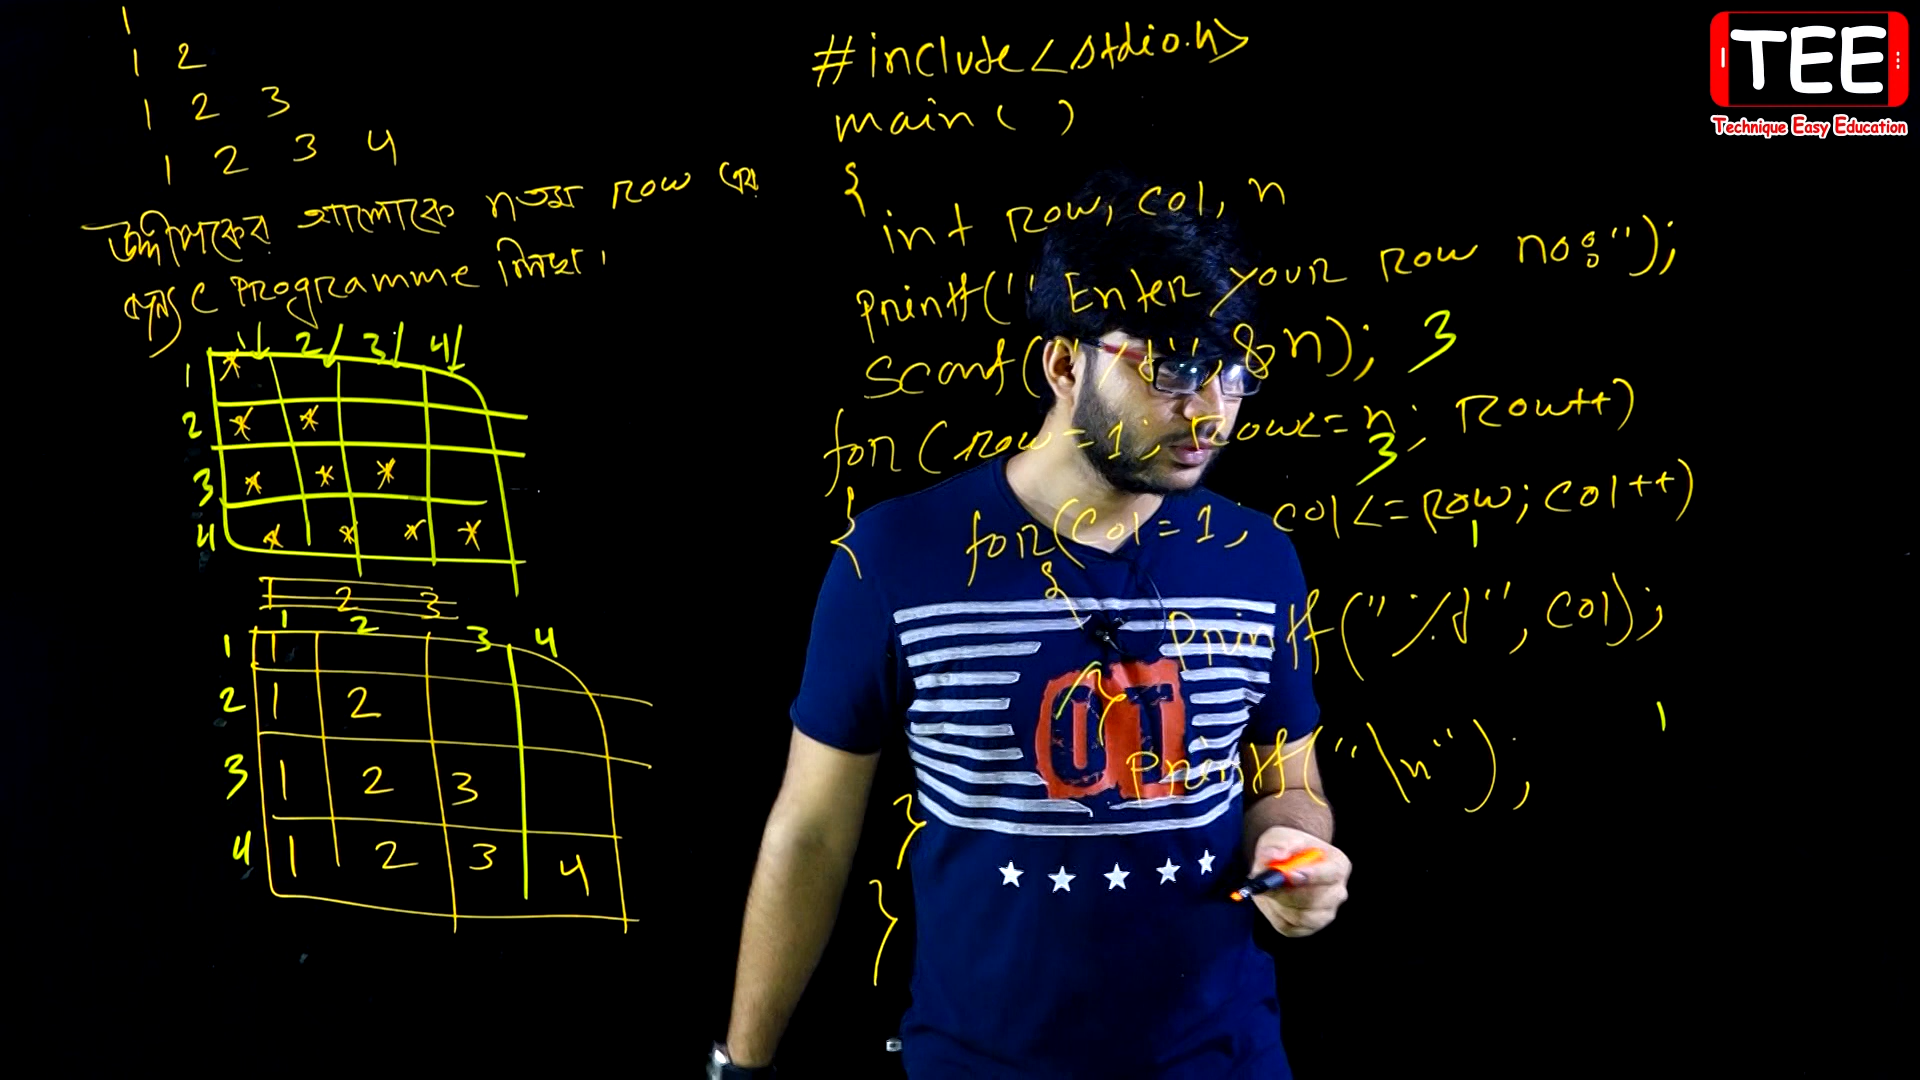 1
1 2
1 2 3
1 2 3 4
উদ্দীপকের আলোকে nতম Row এর
জন্য C Programme লিখ।
1 2 3 4
1 *
2 * *
3 * * *
4 * * * *
1 2 3
1 2 3 4
1 1
2 1 2
3 1 2 3
4 1 2 3 4
#include<stdio.h>
main( )
{
int Row, Col, n
printf("Enter your Row no:");
scanf("%d", &n); 3
for(row=1; Row<=n; Row++)
3
{ for(Col=1; Col<=Row; Col++)
1
{
printf("%d", Col);
}
1
printf("\n");
}
}
TEE
Technique Easy Education
OT